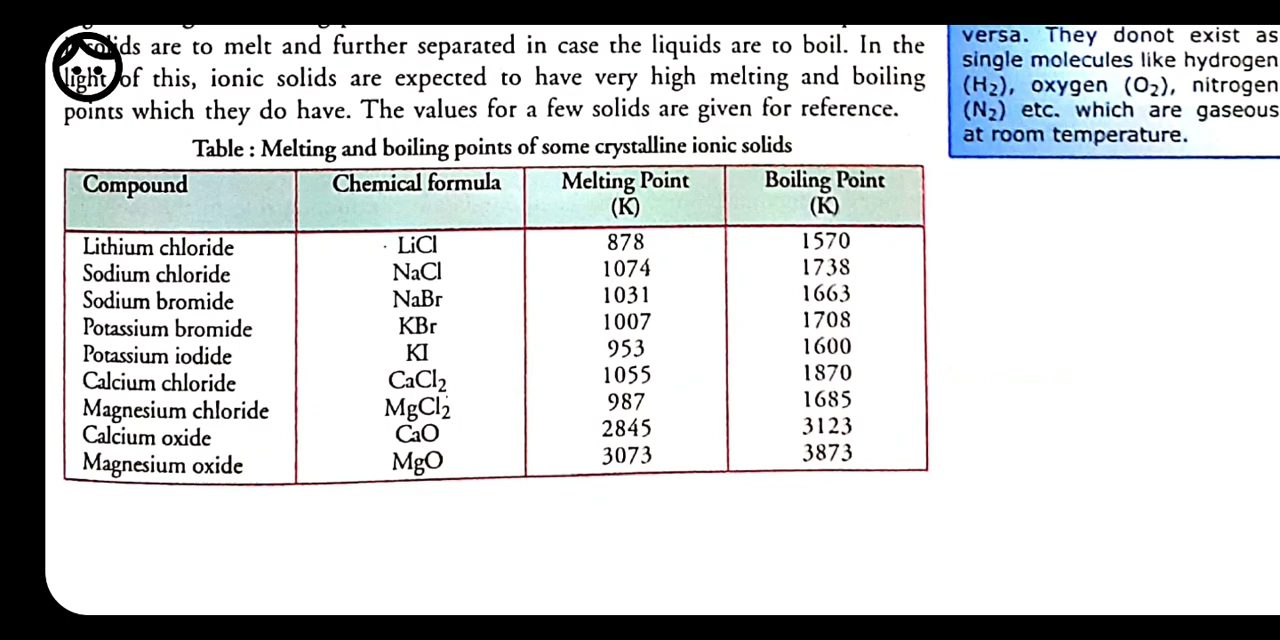 solids are to melt and further separated in case the liquids are to boil. In the
light of this, ionic solids are expected to have very high melting and boiling
points which they do have. The values for a few solids are given for reference.
versa. They donot exist as
single molecules like hydrogen
(H₂), oxygen (O₂), nitrogen
(N₂) etc. which are gaseous
at room temperature.
Table : Melting and boiling points of some crystalline ionic solids
Compound Chemical formula Melting Point (K) Boiling Point (K)
Lithium chloride LiCl 878 1570
Sodium chloride NaCl 1074 1738
Sodium bromide NaBr 1031 1663
Potassium bromide KBr 1007 1708
Potassium iodide KI 953 1600
Calcium chloride CaCl₂ 1055 1870
Magnesium chloride MgCl₂ 987 1685
Calcium oxide CaO 2845 3123
Magnesium oxide MgO 3073 3873